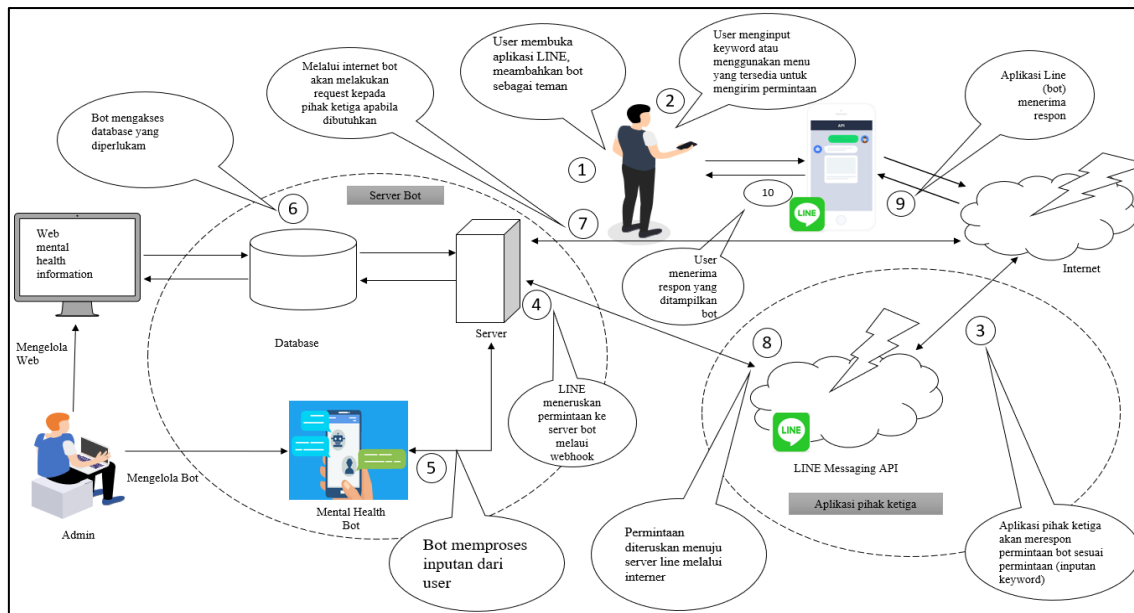 User membuka
aplikasi LINE,
meambahkan bot
sebagai teman
User menginput
keyword atau
menggunakan menu
yang tersedia untuk
mengirim permintaan
Melalui internet bot
akan melakukan
request kepada
pihak ketiga apabila
dibutuhkan
Aplikasi Line
(bot)
menerima
respon
Bot mengakses
database yang
diperlukam
2
1
API
10
LINE
9
6
Server Bot
7
Web
mental
health
information
User
menerima
respon yang
ditampilkan
bot
Internet
4
Server
Database
3
8
Mengelola
Web
LINE
meneruskan
permintaan ke
server bot
melaui
webhook
LINE
LINE Messaging API
5
Mengelola Bot
Mental Health
Bot
Admin
Aplikasi pihak ketiga
Bot memproses
inputan dari
user
Permintaan
diteruskan menuju
server line melalui
interner
Aplikasi pihak ketiga
akan merespon
permintaan bot sesuai
permintaan (inputan
keyword)